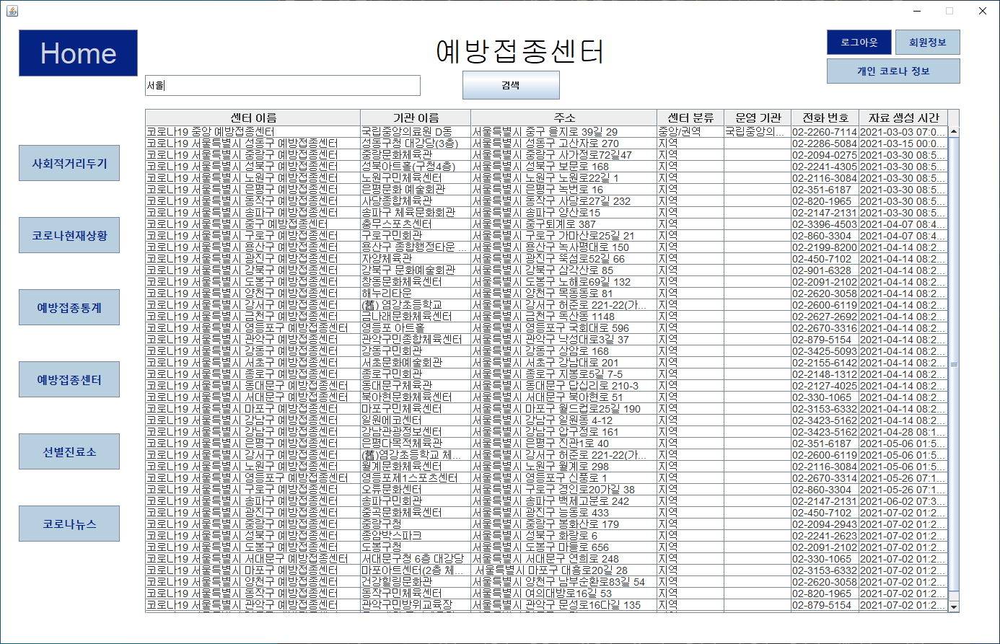 Home
예방접종센터
로그아웃 회원정보
개인 코로나 정보
서울 검색
사회적거리두기
코로나현재상황
예방접종통계
예방접종센터
선별진료소
코로나뉴스
센터 이름 기관 이름 주소 센터 분류 운영 기관 전화 번호 자료 생성 시간
코로나19 중앙 예방접종센터 국립중앙의료원 D동 서울특별시 중구 을지로 39길 29 중앙/권역 국립중앙의... 02-2260-7114 2021-03-03 07:0...
코로나19 서울특별시 성동구 예방접종센터 성동구청 대강당(3층) 서울특별시 성동구 고산자로 270 지역 02-2286-5084 2021-03-15 00:0...
코로나19 서울특별시 중랑구 예방접종센터 중랑문화체육관 서울특별시 중랑구 사가정로72길47 지역 02-2094-0275 2021-03-30 08:5...
코로나19 서울특별시 성북구 예방접종센터 성북아트홀(구청4층) 서울특별시 성북구 보문로 168 지역 02-2241-4305 2021-03-30 08:5...
코로나19 서울특별시 노원구 예방접종센터 노원구민체육센터 서울특별시 노원구 노원로22길 1 지역 02-2116-3084 2021-03-30 08:5...
코로나19 서울특별시 은평구 예방접종센터 은평문화 예술회관 서울특별시 은평구 녹번로 16 지역 02-351-6187 2021-03-30 08:5...
코로나19 서울특별시 동작구 예방접종센터 사당종합체육관 서울특별시 동작구 사당로27길 232 지역 02-820-1965 2021-03-30 08:5...
코로나19 서울특별시 송파구 예방접종센터 송파구 체육문화회관 서울특별시 송파구 양산로15 지역 02-2147-2131 2021-03-30 08:5...
코로나19 서울특별시 중구 예방접종센터 충무스포츠센터 서울특별시 중구퇴계로 387 지역 02-3396-4503 2021-04-07 08:4...
코로나19 서울특별시 구로구 예방접종센터 구로구민회관 서울특별시 구로구 가마산로25길 21 지역 02-860-3304 2021-04-07 08:4...
코로나19 서울특별시 용산구 예방접종센터 용산구 종합행정타운 ... 서울특별시 용산구 녹사평대로 150 지역 02-2199-8200 2021-04-14 08:2...
코로나19 서울특별시 광진구 예방접종센터 자양체육관 서울특별시 광진구 뚝섬로52길 66 지역 02-450-7102 2021-04-14 08:2...
코로나19 서울특별시 강북구 예방접종센터 강북구 문화예술회관 서울특별시 강북구 삼각산로 85 지역 02-901-6328 2021-04-14 08:2...
코로나19 서울특별시 도봉구 예방접종센터 창동문화체육센터 서울특별시 도봉구 노해로69길 132 지역 02-2091-2102 2021-04-14 08:2...
코로나19 서울특별시 양천구 예방접종센터 해누리타운 서울특별시 양천구 목동동로 81 지역 02-2620-3058 2021-04-14 08:2...
코로나19 서울특별시 강서구 예방접종센터 (舊) 염강초등학교 서울특별시 강서구 허준로 221-22(가... 지역 02-2600-6119 2021-04-14 08:2...
코로나19 서울특별시 금천구 예방접종센터 금나래문화체육센터 서울특별시 금천구 독산동 1148 지역 02-2627-2692 2021-04-14 08:2...
코로나19 서울특별시 영등포구 예방접종센터 영등포 아트홀 서울특별시 영등포구 국회대로 596 지역 02-2670-3316 2021-04-14 08:2...
코로나19 서울특별시 관악구 예방접종센터 관악구민종합체육센터 서울특별시 관악구 낙성대로3길 37 지역 02-879-5154 2021-04-14 08:2...
코로나19 서울특별시 강동구 예방접종센터 강동구민회관 서울특별시 강동구 상암로 168 지역 02-3425-5093 2021-04-14 08:2...
코로나19 서울특별시 서초구 예방접종센터 서초문화예술회관 서울특별시 서초구 강남대로 201 지역 02-2155-6142 2021-04-14 08:2...
코로나19 서울특별시 종로구 예방접종센터 종로구민회관 서울특별시 종로구 지봉로5길 7-5 지역 02-2148-1312 2021-04-14 08:2...
코로나19 서울특별시 동대문구 예방접종센터 동대문구체육관 서울특별시 동대문구 답십리로 210-3 지역 02-2127-4025 2021-04-14 08:2...
코로나19 서울특별시 서대문구 예방접종센터 북아현문화체육센터 서울특별시 서대문구 북아현로 51 지역 02-330-1065 2021-04-14 08:2...
코로나19 서울특별시 마포구 예방접종센터 마포구민체육센터 서울특별시 마포구 월드컵로25길 190 지역 02-3153-6332 2021-04-14 08:2...
코로나19 서울특별시 강남구 예방접종센터 일원에코센터 서울특별시 강남구 일원동 4-12 지역 02-3423-5162 2021-04-14 08:2...
코로나19 서울특별시 강남구 예방접종센터 강남관광정보센터 서울특별시 강남구 압구정로 161 지역 02-3423-5162 2021-04-28 08:1...
코로나19 서울특별시 은평구 예방접종센터 은평다목적체육관 서울특별시 은평구 진관1로 40 지역 02-351-6187 2021-05-06 01:5...
코로나19 서울특별시 강서구 예방접종센터 (舊)염강초등학교 체... 서울특별시 강서구 허준로 221-22(가... 지역 02-2600-6119 2021-05-06 01:5...
코로나19 서울특별시 노원구 예방접종센터 월계문화체육센터 서울특별시 노원구 월계로 298 지역 02-2116-3084 2021-05-06 01:5...
코로나19 서울특별시 영등포구 예방접종센터 영등포제1스포츠센터 서울특별시 영등포구 신풍로 1 지역 02-2670-3314 2021-05-26 07:1...
코로나19 서울특별시 구로구 예방접종센터 오류문화센터 서울특별시 구로구 경인로20가길 38 지역 02-860-3304 2021-05-26 07:1...
코로나19 서울특별시 송파구 예방접종센터 송파구민회관 서울특별시 송파구 백제고분로 242 지역 02-2147-2131 2021-06-02 07:3...
코로나19 서울특별시 광진구 예방접종센터 중곡문화체육센터 서울특별시 광진구 능동로 433 지역 02-450-7102 2021-07-02 01:2...
코로나19 서울특별시 중랑구 예방접종센터 중랑구청 서울특별시 중랑구 봉화산로 179 지역 02-2094-2943 2021-07-02 01:2...
코로나19 서울특별시 성북구 예방접종센터 종암박스파크 서울특별시 성북구 화랑로 6 지역 02-2241-2623 2021-07-02 01:2...
코로나19 서울특별시 도봉구 예방접종센터 도봉구청 서울특별시 도봉구 마들로 656 지역 02-2091-2102 2021-07-02 01:2...
코로나19 서울특별시 서대문구 예방접종센터 서대문구청 6층 대강당 서울특별시 서대문구 연희로 248 지역 02-330-1065 2021-07-02 01:2...
코로나19 서울특별시 마포구 예방접종센터 마포아트센터(2층 체... 서울특별시 마포구 대흥로20길 28 지역 02-3153-6332 2021-07-02 01:2...
코로나19 서울특별시 양천구 예방접종센터 건강힐링문화관 서울특별시 양천구 남부순환로83길 54 지역 02-2620-3058 2021-07-02 01:2...
코로나19 서울특별시 동작구 예방접종센터 동작구민체육센터 서울특별시 여의대방로16길 53 지역 02-820-1965 2021-07-02 01:2...
코로나19 서울특별시 관악구 예방접종센터 관악구민방위교육장 서울특별시 관악구 문성로16다길 135 지역 02-879-5154 2021-07-02 01:2...